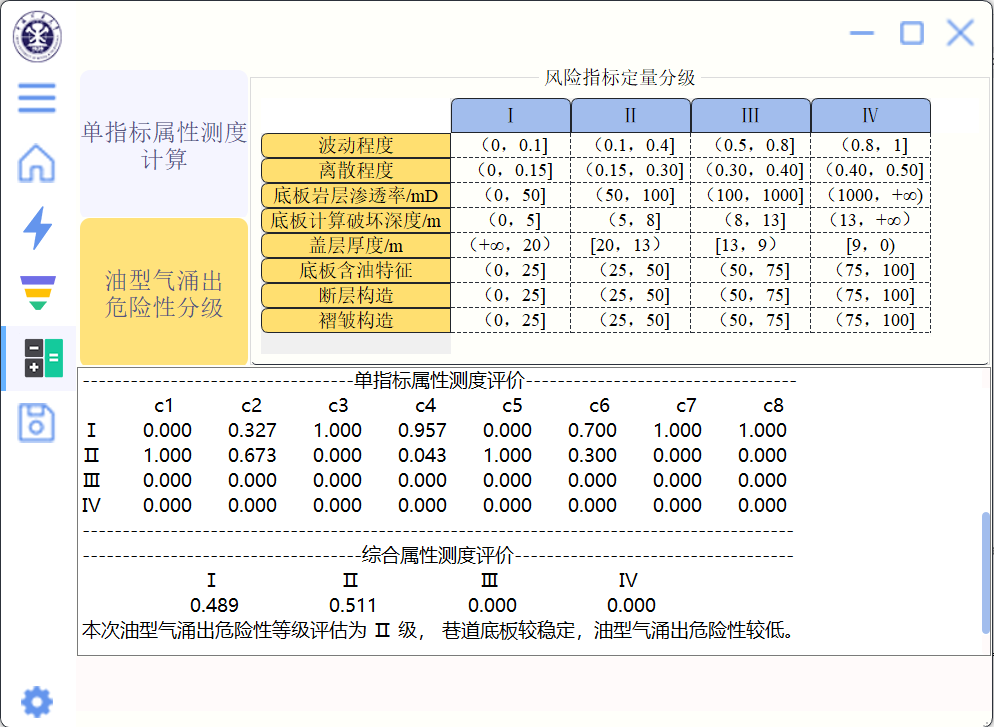 风险指标定量分级
单指标属性测度
计算
油型气涌出
危险性分级
I II III IV
波动程度 （0，0.1] （0.1，0.4] （0.5，0.8] （0.8，1]
离散程度 （0，0.15] （0.15，0.30] （0.30，0.40] （0.40，0.50]
底板岩层渗透率/mD （0，50] （50，100] （100，1000] （1000，+∞)
底板计算破坏深度/m （0，5] （5，8] （8，13] （13，+∞）
盖层厚度/m （+∞，20） [20，13） [13，9） [9，0)
底板含油特征 （0，25] （25，50] （50，75] （75，100]
断层构造 （0，25] （25，50] （50，75] （75，100]
褶皱构造 （0，25] （25，50] （50，75] （75，100]
----------------------------------单指标属性测度评价----------------------------------
c1 c2 c3 c4 c5 c6 c7 c8
Ⅰ 0.000 0.327 1.000 0.957 0.000 0.700 1.000 1.000
Ⅱ 1.000 0.673 0.000 0.043 1.000 0.300 0.000 0.000
Ⅲ 0.000 0.000 0.000 0.000 0.000 0.000 0.000 0.000
Ⅳ 0.000 0.000 0.000 0.000 0.000 0.000 0.000 0.000
-----------------------------------------------------------------------------------------
-----------------------------------综合属性测度评价-----------------------------------
Ⅰ Ⅱ Ⅲ Ⅳ
0.489 0.511 0.000 0.000
本次油型气涌出危险性等级评估为 Ⅱ 级， 巷道底板较稳定，油型气涌出危险性较低。